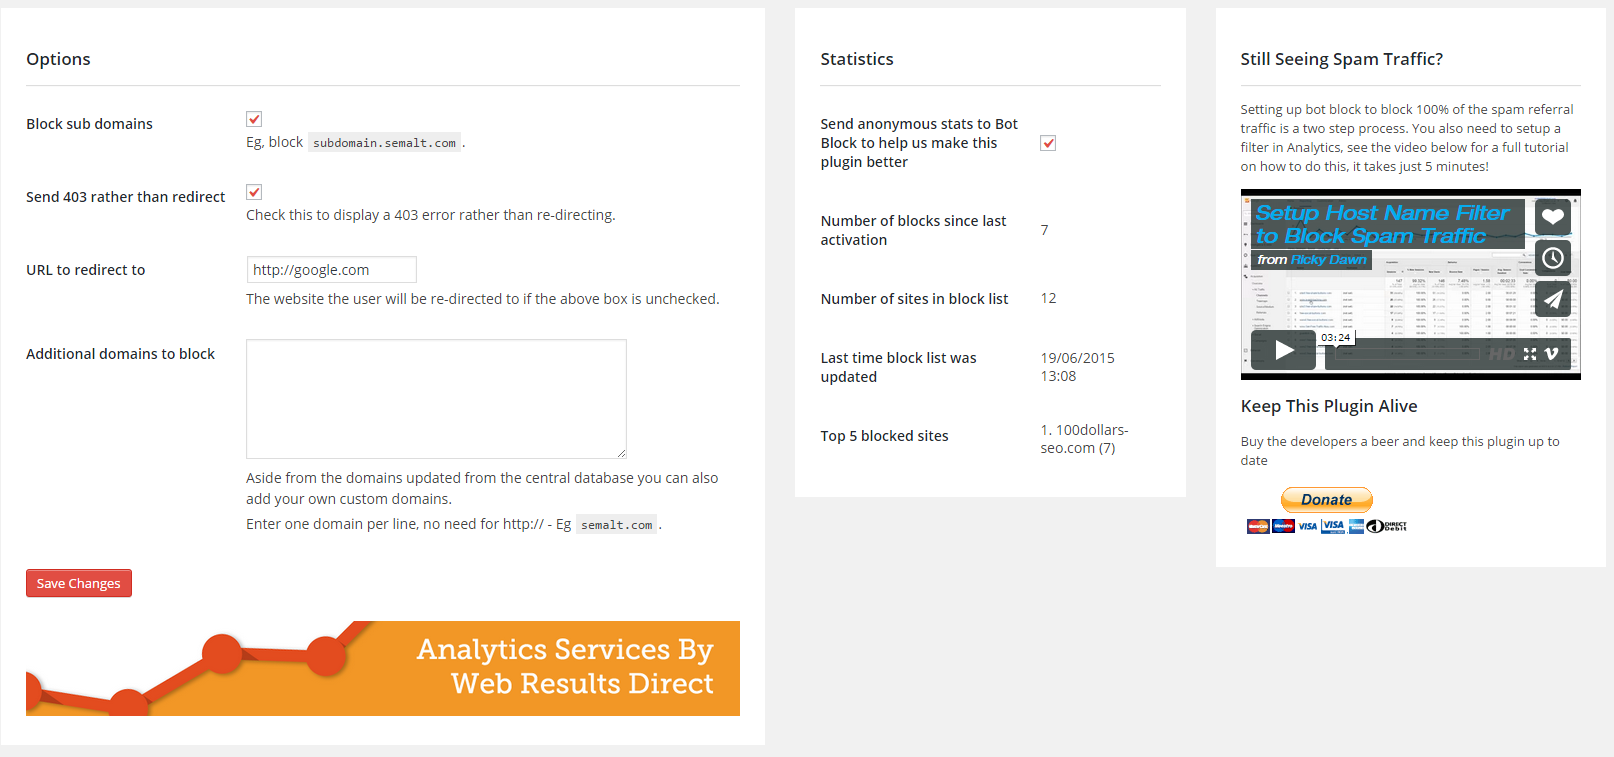 Options
Block sub domains
Eg, block subdomain.semalt.com.
Send 403 rather than redirect
Check this to display a 403 error rather than re-directing.
URL to redirect to
http://google.com
The website the user will be re-directed to if the above box is unchecked.
Additional domains to block
Aside from the domains updated from the central database you can also
add your own custom domains.
Enter one domain per line, no need for http:// - Eg semalt.com.
Save Changes
Analytics Services By
Web Results Direct
Statistics
Send anonymous stats to Bot
Block to help us make this
plugin better
Number of blocks since last
activation
7
Number of sites in block list
12
Last time block list was
updated
19/06/2015
13:08
Top 5 blocked sites
1. 100dollars-
seo.com (7)
Still Seeing Spam Traffic?
Setting up bot block to block 100% of the spam referral
traffic is a two step process. You also need to setup a
filter in Analytics, see the video below for a full tutorial
on how to do this, it takes just 5 minutes!
Setup Host Name Filter
to Block Spam Traffic
from Ricky Dawn
03:24
HD
Keep This Plugin Alive
Buy the developers a beer and keep this plugin up to
date
Donate
MasterCard Maestro VISA VISA DIRECT
Debit